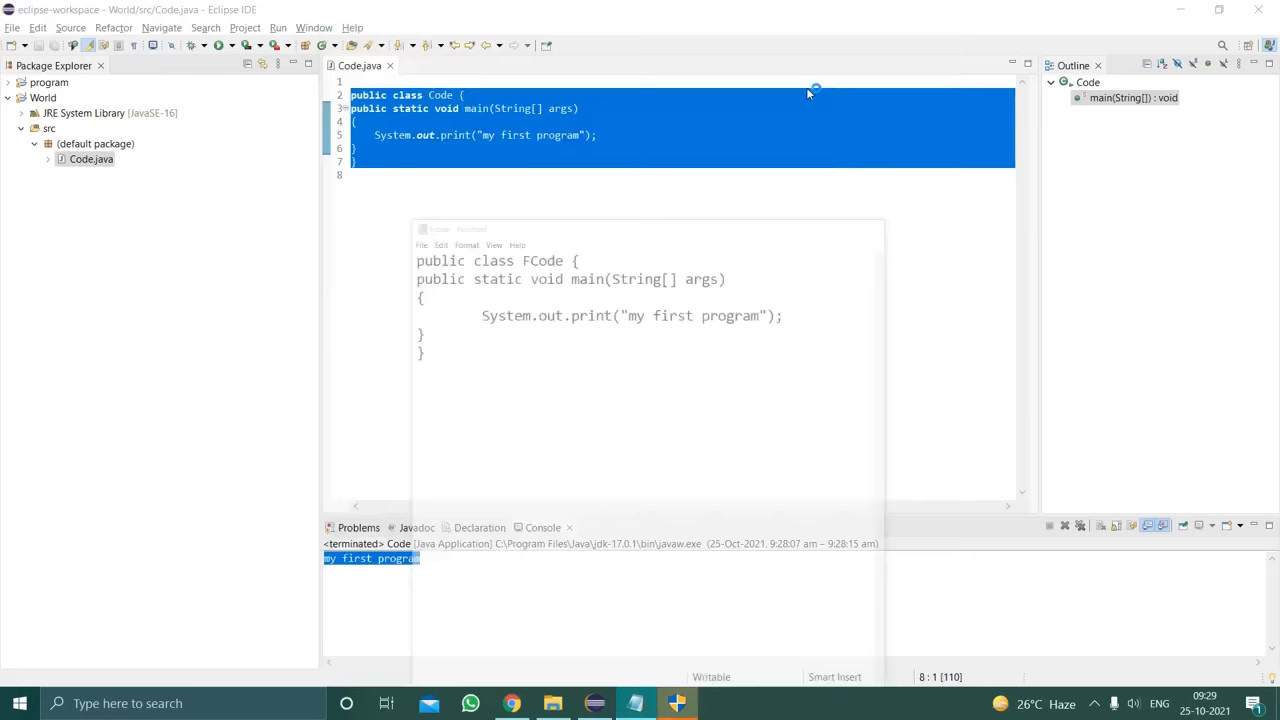 eclipse-workspace - World/src/Code.java - Eclipse IDE
File Edit Source Refactor Navigate Search Project Run Window Help
Package Explorer
program
World
JRE System Library [JavaSE-16]
src
(default package)
Code.java
Code.java
1
2 public class Code {
3 public static void main(String[] args)
4 {
5 System.out.print("my first program");
6 }
7 }
8
Outline
Code
main(String[]) : void
File Edit Format View Help
public class FCode {
public static void main(String[] args)
{
System.out.print("my first program");
}
}
Problems Javadoc Declaration Console
<terminated> Code [Java Application] C:\Program Files\Java\jdk-17.0.1\bin\javaw.exe (25-Oct-2021, 9:28:07 am – 9:28:15 am)
my first program
Writable Smart Insert 8 : 1 [110]
Type here to search
26°C Haze ENG 09:29
25-10-2021
1